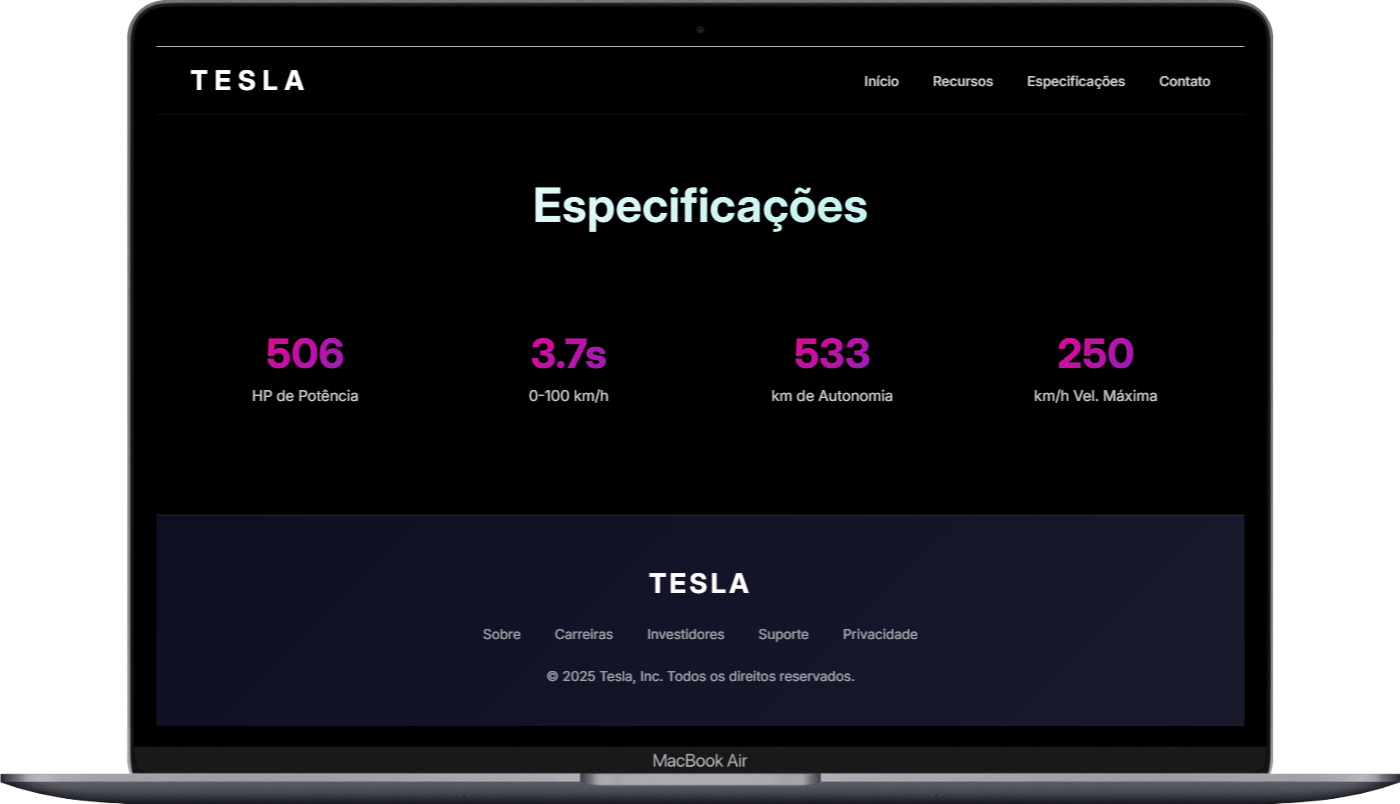 TESLA
Início Recursos Especificações Contato
Especificações
506 3.7s 533 250
HP de Potência 0-100 km/h km de Autonomia km/h Vel. Máxima
TESLA
Sobre Carreiras Investidores Suporte Privacidade
© 2025 Tesla, Inc. Todos os direitos reservados.
MacBook Air